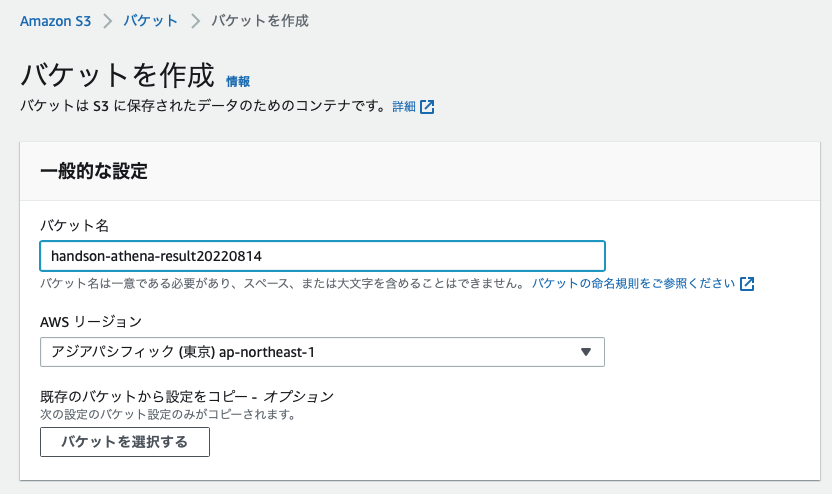 Amazon S3 > バケット > バケットを作成
バケットを作成 情報
バケットは S3 に保存されたデータのためのコンテナです。 詳細
一般的な設定
バケット名
handson-athena-result20220814
バケット名は一意である必要があり、スペース、または大文字を含めることはできません。 バケットの命名規則をご参照ください
AWS リージョン
アジアパシフィック (東京) ap-northeast-1
既存のバケットから設定をコピー - オプション
次の設定のバケット設定のみがコピーされます。
バケットを選択する